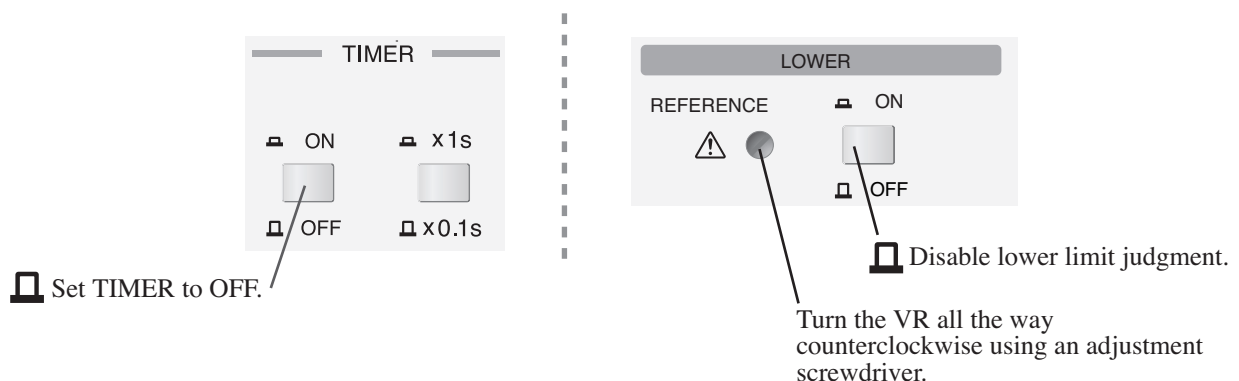 TIMER
ON
x1s
OFF
x0.1s
Set TIMER to OFF.
LOWER
REFERENCE
ON
OFF
Disable lower limit judgment.
Turn the VR all the way
counterclockwise using an adjustment
screwdriver.